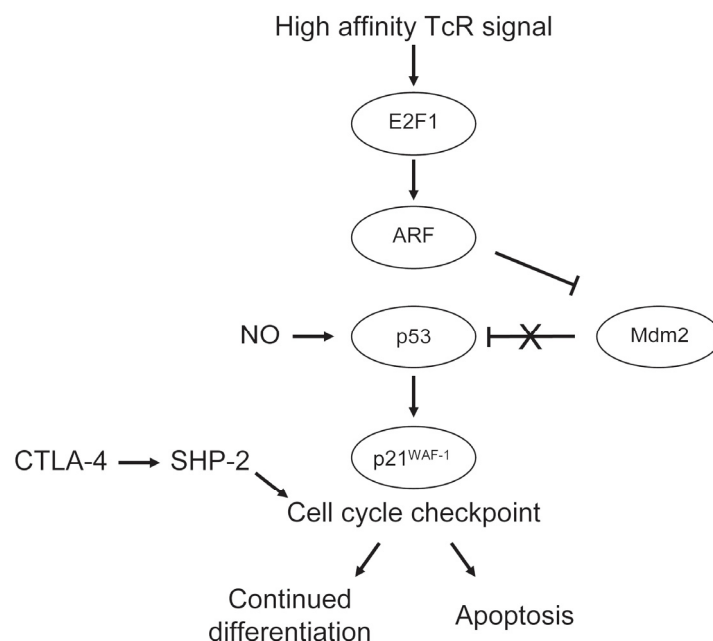 High affinity TcR signal
E2F1
ARF
NO
p53
Mdm2
X
p21WAF-1
CTLA-4
SHP-2
Cell cycle checkpoint
Continued
differentiation
Apoptosis